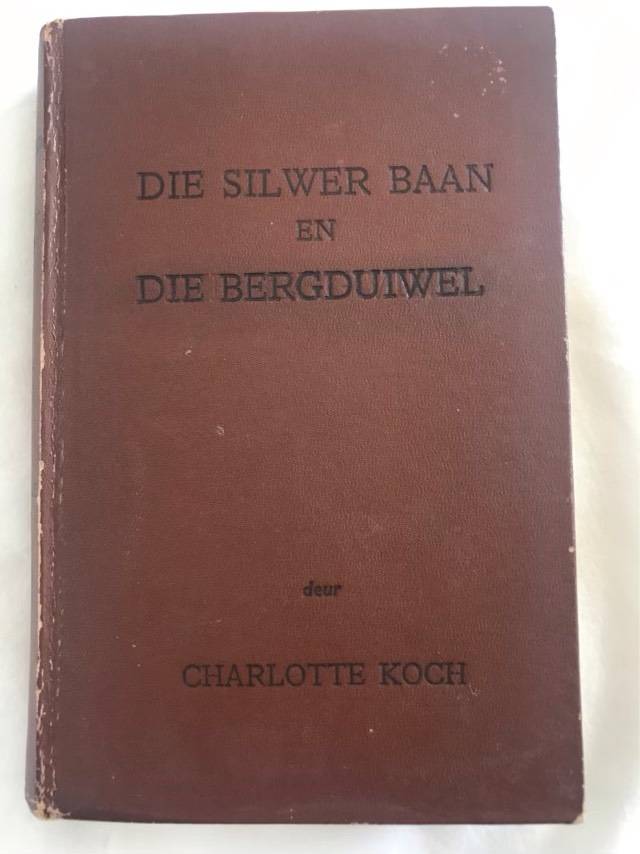 DIE SILWER BAAN
EN
DIE BERGDUIWEL
deur
CHARLOTTE KOCH